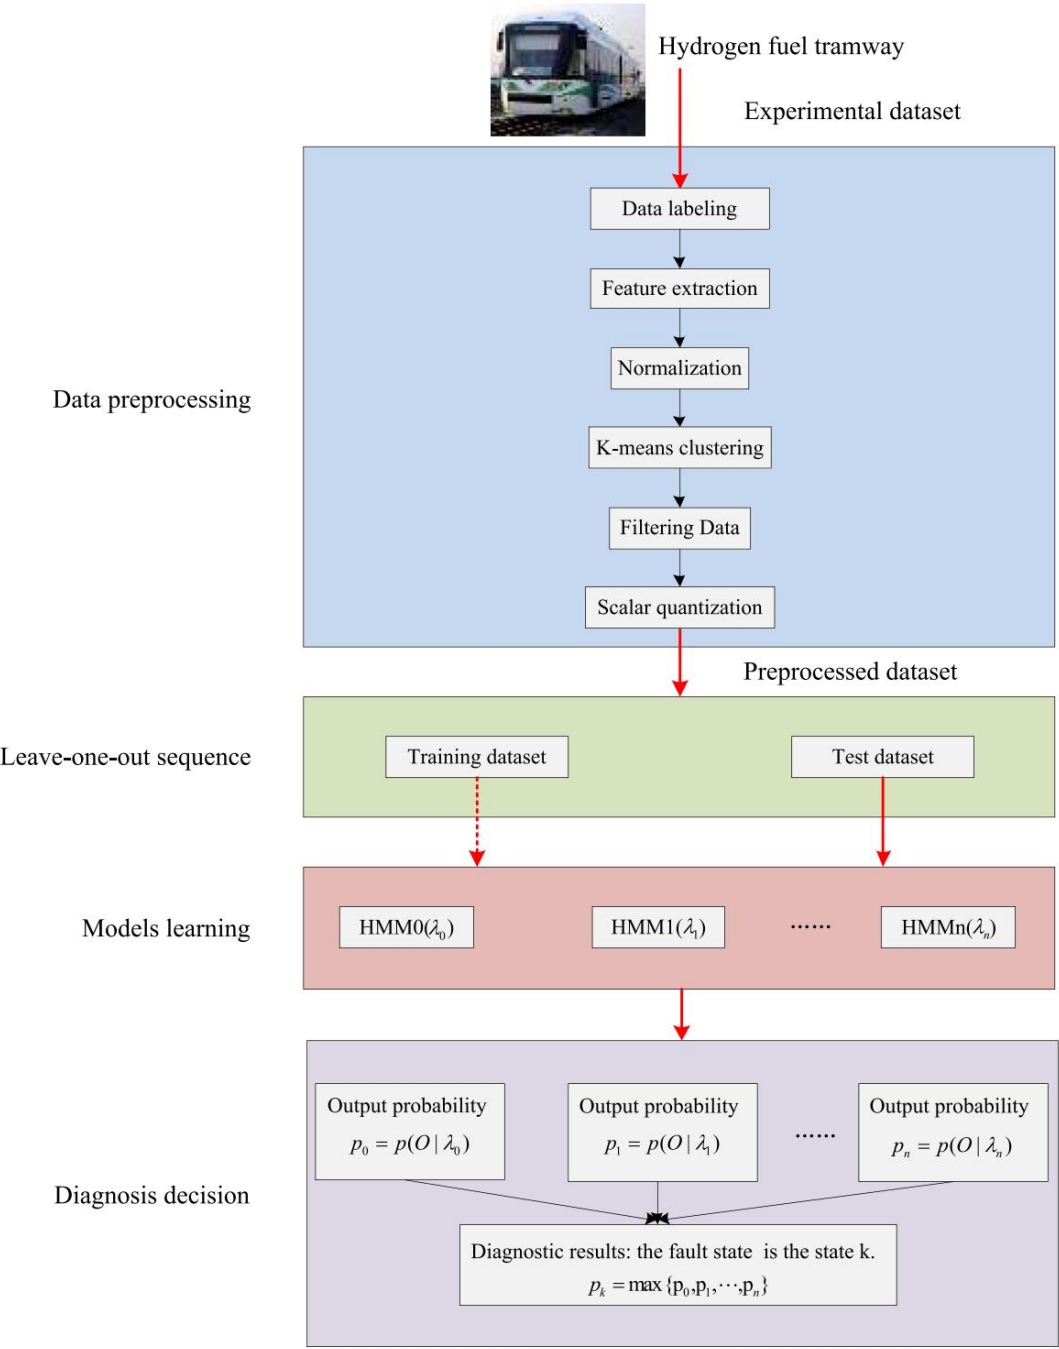 Hydrogen fuel tramway
Experimental dataset
Data labeling
Feature extraction
Normalization
Data preprocessing
K-means clustering
Filtering Data
Scalar quantization
Preprocessed dataset
Leave-one-out sequence
Training dataset
Test dataset
Models learning
HMM0(λ₀)
HMM1(λ₁)
......
HMMn(λₙ)
Output probability
p₀ = p(O | λ₀)
Output probability
p₁ = p(O | λ₁)
......
Output probability
pₙ = p(O | λₙ)
Diagnosis decision
Diagnostic results: the fault state is the state k.
pₖ = max{p₀,p₁,⋯,pₙ}